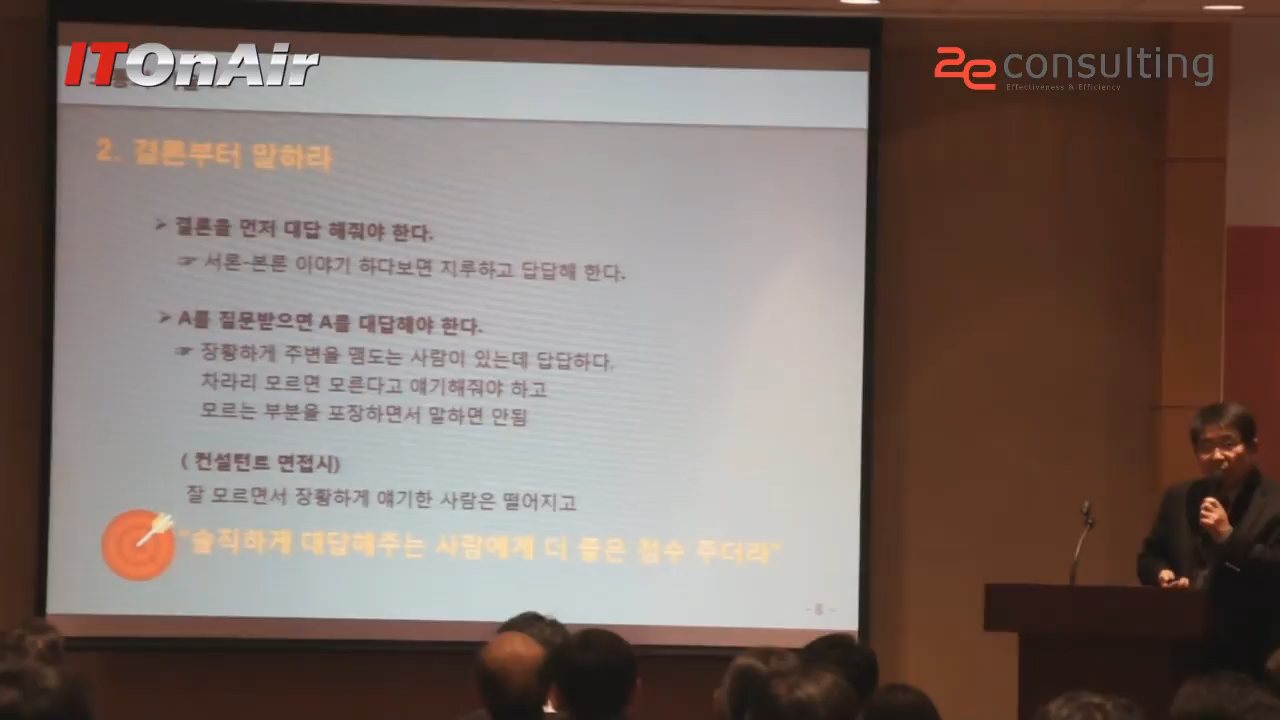 ITOnAir
2e consulting
Effectiveness & Efficiency
2. 결론부터 말하라
➤ 결론을 먼저 대답 해줘야 한다.
☞ 서론-본론 이야기 하다보면 지루하고 답답해 한다.
➤ A를 질문받으면 A를 대답해야 한다.
☞ 장황하게 주변을 맴도는 사람이 있는데 답답하다.
차라리 모르면 모른다고 얘기해줘야 하고
모르는 부분을 포장하면서 말하면 안됨
( 컨설턴트 면접시)
잘 모르면서 장황하게 얘기한 사람은 떨어지고
"솔직하게 대답해주는 사람에게 더 좋은 점수 주더라"